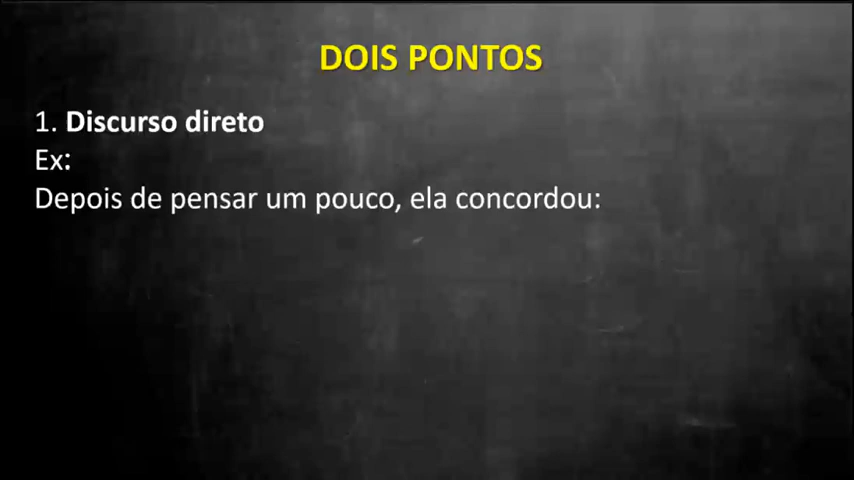 DOIS PONTOS
1. Discurso direto
Ex:
Depois de pensar um pouco, ela concordou: